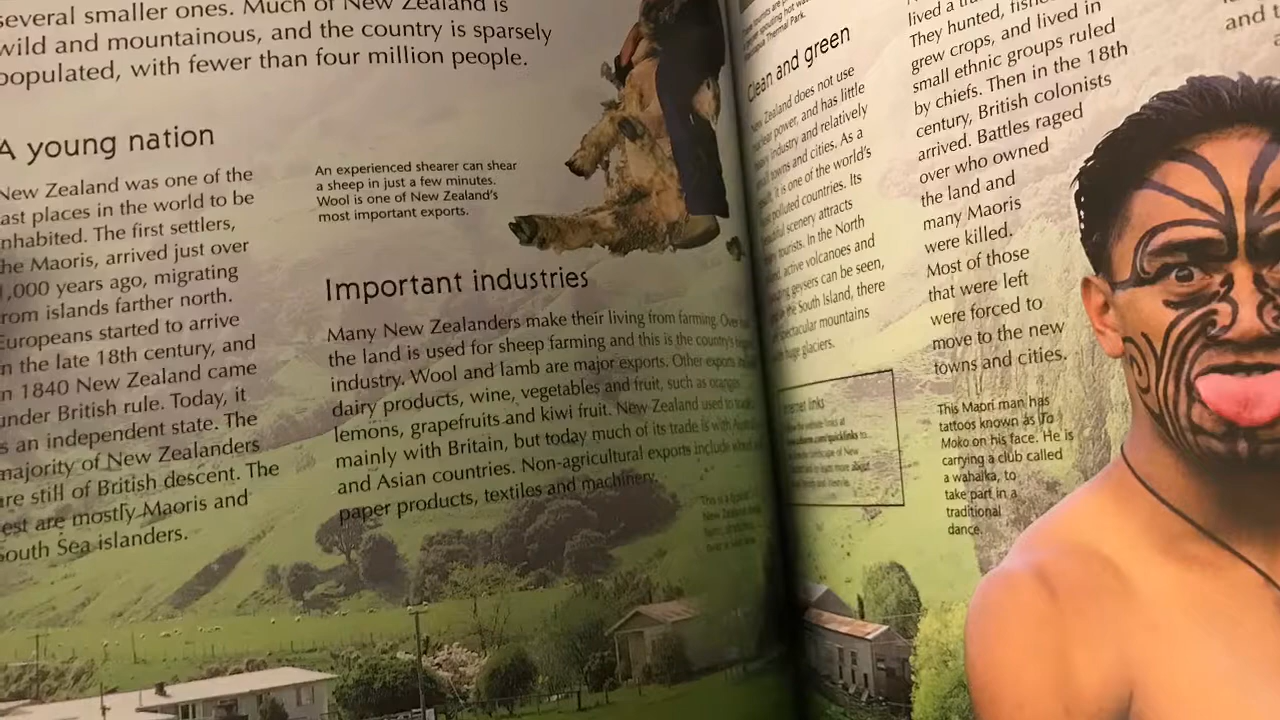 several smaller ones. Much of New Zealand is
wild and mountainous, and the country is sparsely
populated, with fewer than four million people.
A young nation
New Zealand was one of the
last places in the world to be
inhabited. The first settlers,
the Maoris, arrived just over
1,000 years ago, migrating
from islands farther north.
Europeans started to arrive
in the late 18th century, and
in 1840 New Zealand came
under British rule. Today, it
is an independent state. The
majority of New Zealanders
are still of British descent. The
rest are mostly Maoris and
South Sea islanders.
An experienced shearer can shear
a sheep in just a few minutes.
Wool is one of New Zealand's
most important exports.
Important industries
Many New Zealanders make their living from farming. Over
the land is used for sheep farming and this is the country's
industry. Wool and lamb are major exports. Other exports
dairy products, wine, vegetables and fruit, such as oranges,
lemons, grapefruits and kiwi fruit. New Zealand used to trade
mainly with Britain, but today much of its trade is with
and Asian countries. Non-agricultural exports include
paper products, textiles and machinery.
This is a typical
New Zealand
Thermal Park.
Clean and green
New Zealand does not use
nuclear power, and has little
heavy industry and relatively
small towns and cities. As a
it is one of the world's
polluted countries. Its
scenery attracts
tourists. In the North
active volcanoes and
geysers can be seen,
the South Island, there
spectacular mountains
huge glaciers.
Internet links
lived a
They hunted,
grew crops, and lived in
small ethnic groups ruled
by chiefs. Then in the 18th
century, British colonists
arrived. Battles raged
over who owned
the land and
many Maoris
were killed.
Most of those
that were left
were forced to
move to the new
towns and cities.
This Maori man has
tattoos known as Ta
Moko on his face. He is
carrying a club called
a wahaika, to
take part in a
traditional
dance.
and